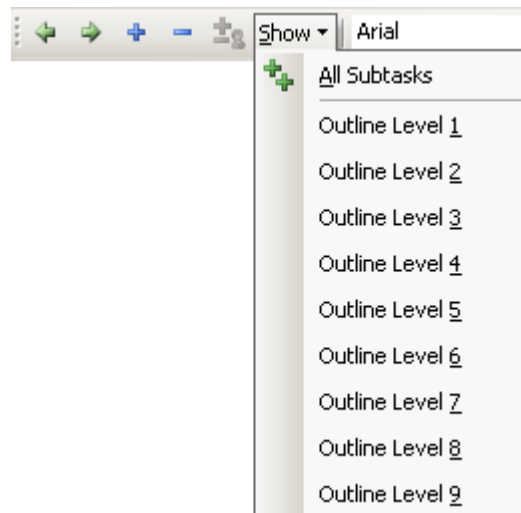 Show Arial
All Subtasks
Outline Level 1
Outline Level 2
Outline Level 3
Outline Level 4
Outline Level 5
Outline Level 6
Outline Level 7
Outline Level 8
Outline Level 9